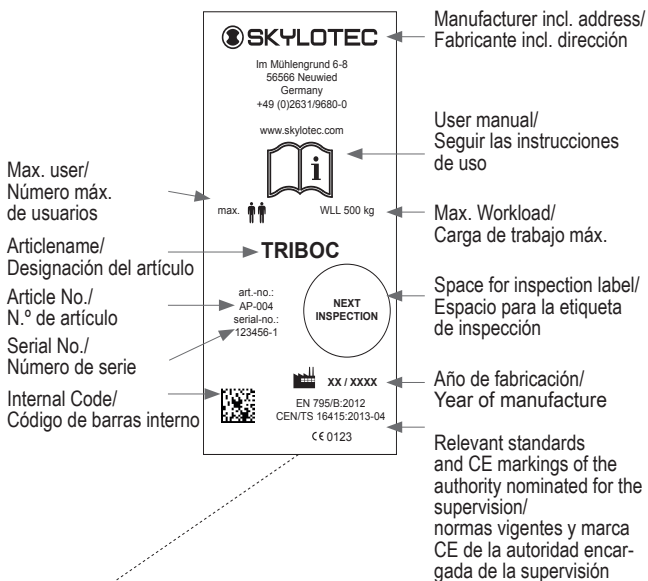 SKYLOTEC
Im Mühlengrund 6-8
56566 Neuwied
Germany
+49 (0)2631/9680-0
www.skylotec.com
i
max.
WLL 500 kg
TRIBOC
art.-no.:
AP-004
serial-no.:
123456-1
NEXT
INSPECTION
XX / XXXX
EN 795/B:2012
CEN/TS 16415:2013-04
CE 0123
Max. user/
Número máx.
de usuarios
Articlename/
Designación del artículo
Article No./
N.º de artículo
Serial No./
Número de serie
Internal Code/
Código de barras interno
Manufacturer incl. address/
Fabricante incl. dirección
User manual/
Seguir las instrucciones
de uso
Max. Workload/
Carga de trabajo máx.
Space for inspection label/
Espacio para la etiqueta
de inspección
Año de fabricación/
Year of manufacture
Relevant standards
and CE markings of the
authority nominated for the
supervision/
normas vigentes y marca
CE de la autoridad encar-
gada de la supervisión